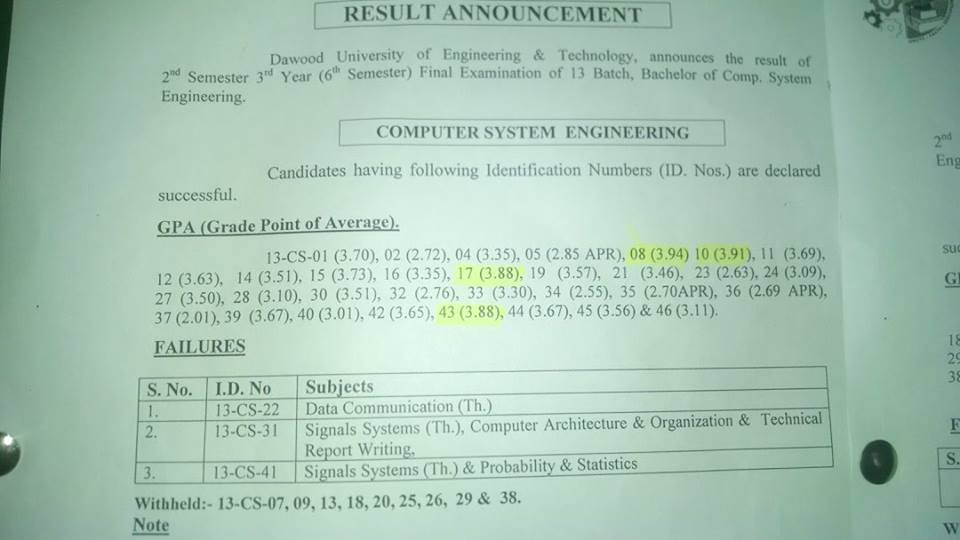 RESULT ANNOUNCEMENT
Dawood University of Engineering & Technology, announces the result of
2nd Semester 3rd Year (6th Semester) Final Examination of 13 Batch, Bachelor of Comp. System
Engineering.
COMPUTER SYSTEM ENGINEERING
Candidates having following Identification Numbers (ID. Nos.) are declared
successful.
GPA (Grade Point of Average).
13-CS-01 (3.70), 02 (2.72), 04 (3.35), 05 (2.85 APR), 08 (3.94) 10 (3.91), 11 (3.69),
12 (3.63), 14 (3.51), 15 (3.73), 16 (3.35), 17 (3.88), 19 (3.57), 21 (3.46), 23 (2.63), 24 (3.09),
27 (3.50), 28 (3.10), 30 (3.51), 32 (2.76), 33 (3.30), 34 (2.55), 35 (2.70APR), 36 (2.69 APR),
37 (2.01), 39 (3.67), 40 (3.01), 42 (3.65), 43 (3.88), 44 (3.67), 45 (3.56) & 46 (3.11).
FAILURES
S. No. I.D. No Subjects
1. 13-CS-22 Data Communication (Th.)
2. 13-CS-31 Signals Systems (Th.), Computer Architecture & Organization & Technical
Report Writing,
3. 13-CS-41 Signals Systems (Th.) & Probability & Statistics
Withheld:- 13-CS-07, 09, 13, 18, 20, 25, 26, 29 & 38.
Note
2nd
Eng
suc
18
29
38
F
S.
W